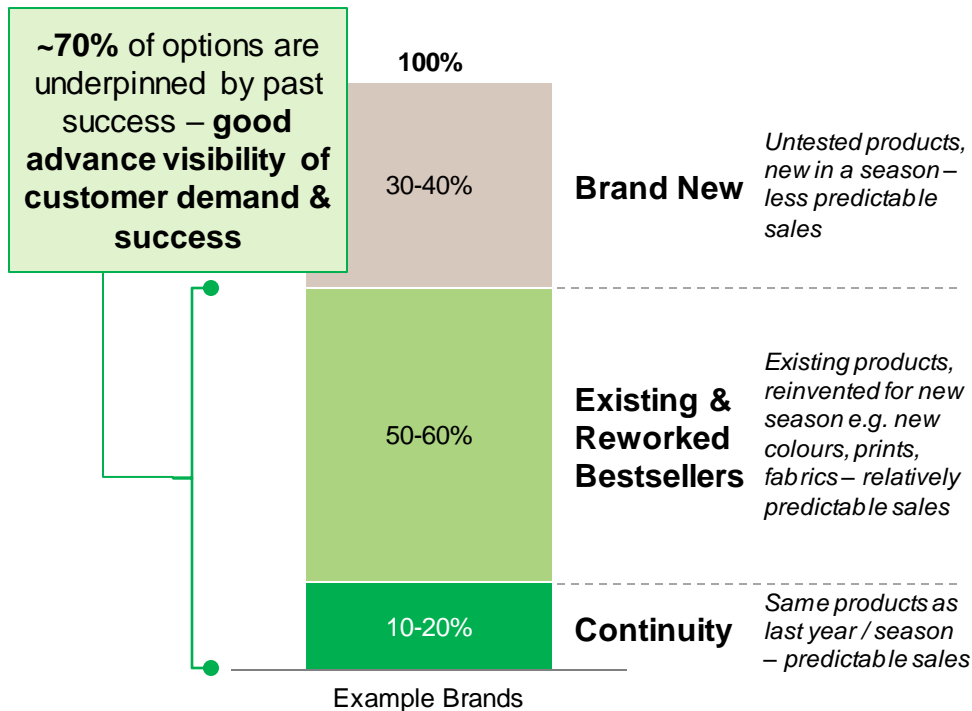 ~70% of options are
underpinned by past
success – good
advance visibility of
customer demand &
success
100%
30-40%
Brand New
Untested products,
new in a season –
less predictable
sales
50-60%
Existing &
Reworked
Bestsellers
Existing products,
reinvented for new
season e.g. new
colours, prints,
fabrics – relatively
predictable sales
10-20%
Continuity
Same products as
last year / season
– predictable sales
Example Brands